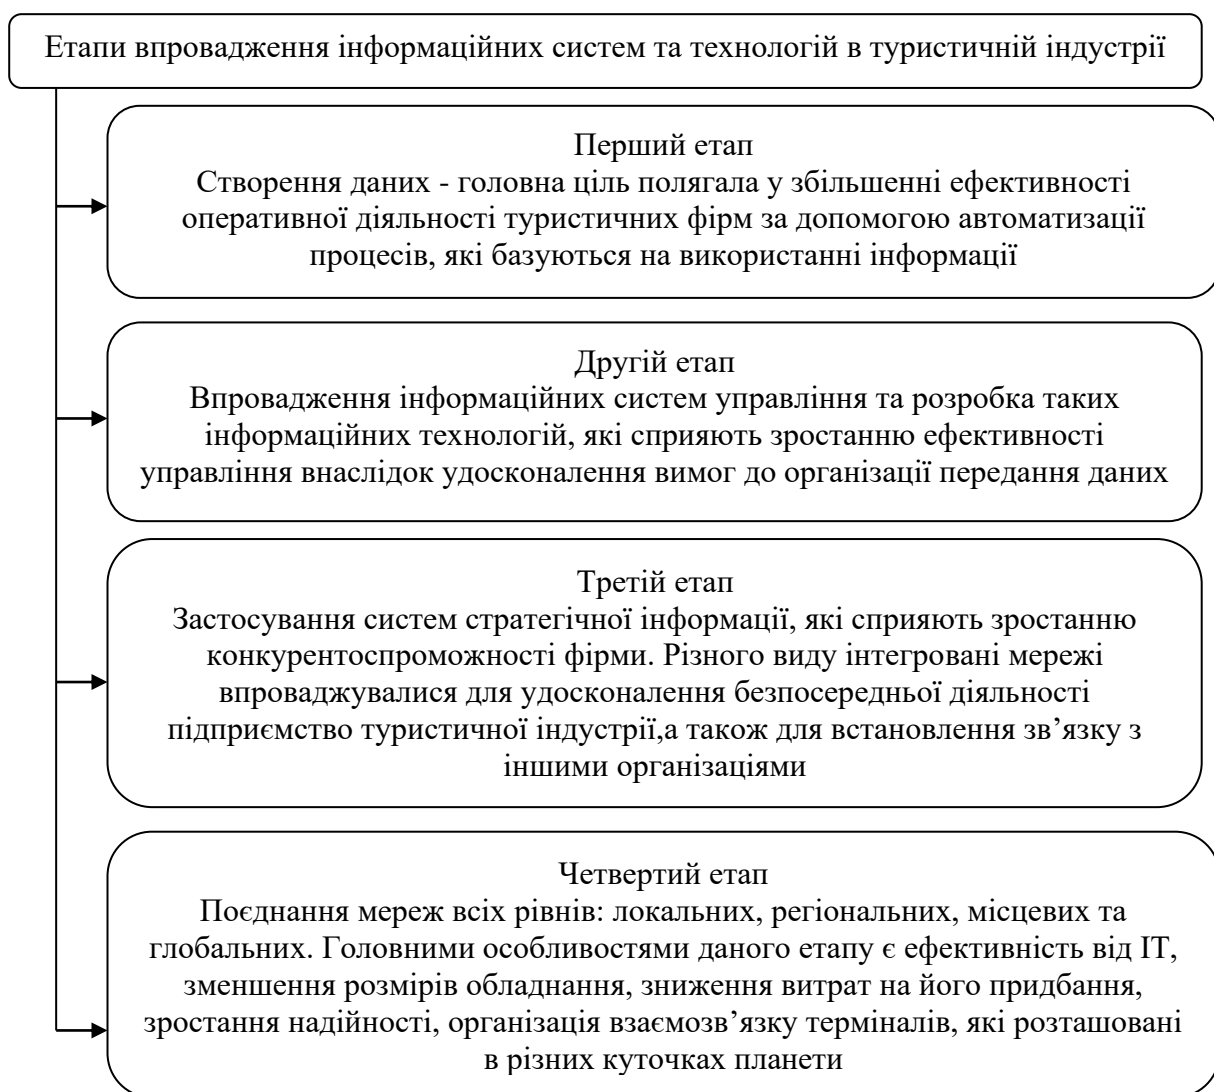 Етапи впровадження інформаційних систем та технологій в туристичній індустрії
Перший етап
Створення даних - головна ціль полягала у збільшенні ефективності
оперативної діяльності туристичних фірм за допомогою автоматизації
процесів, які базуються на використанні інформації
Другій етап
Впровадження інформаційних систем управління та розробка таких
інформаційних технологій, які сприяють зростанню ефективності
управління внаслідок удосконалення вимог до організації передання даних
Третій етап
Застосування систем стратегічної інформації, які сприяють зростанню
конкурентоспроможності фірми. Різного виду інтегровані мережі
впроваджувалися для удосконалення безпосередньої діяльності
підприємство туристичної індустрії,а також для встановлення зв’язку з
іншими організаціями
Четвертий етап
Поєднання мереж всіх рівнів: локальних, регіональних, місцевих та
глобальних. Головними особливостями даного етапу є ефективність від ІТ,
зменшення розмірів обладнання, зниження витрат на його придбання,
зростання надійності, організація взаємозв’язку терміналів, які розташовані
в різних куточках планети